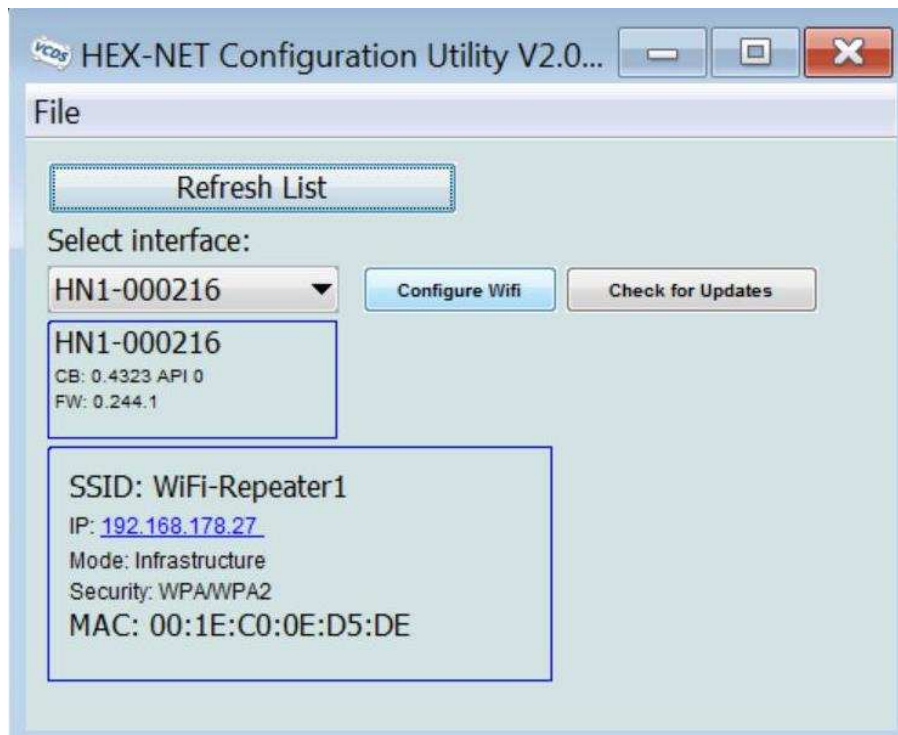 VCDS HEX-NET Configuration Utility V2.0...
File
Refresh List
Select interface:
HN1-000216 Configure Wifi Check for Updates
HN1-000216
CB: 0.4323 API 0
FW: 0.244.1
SSID: WiFi-Repeater1
IP: 192.168.178.27
Mode: Infrastructure
Security: WPA/WPA2
MAC: 00:1E:C0:0E:D5:DE